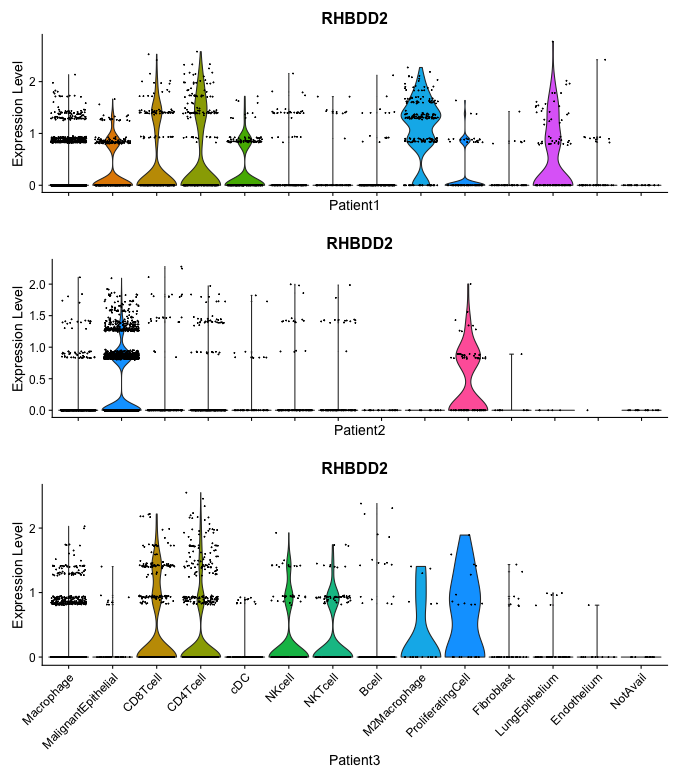 RHBDD2
Expression Level
2
1
0
Patient1
RHBDD2
Expression Level
2.0
1.5
1.0
0.5
0.0
Patient2
RHBDD2
Expression Level
2
1
0
Macrophage
MalignantEpithelial
CD8Tcell
CD4Tcell
cDC
NKcell
NKTcell
Bcell
M2Macrophage
ProliferatingCell
Fibroblast
LungEpithelium
Endothelium
NotAvail
Patient3